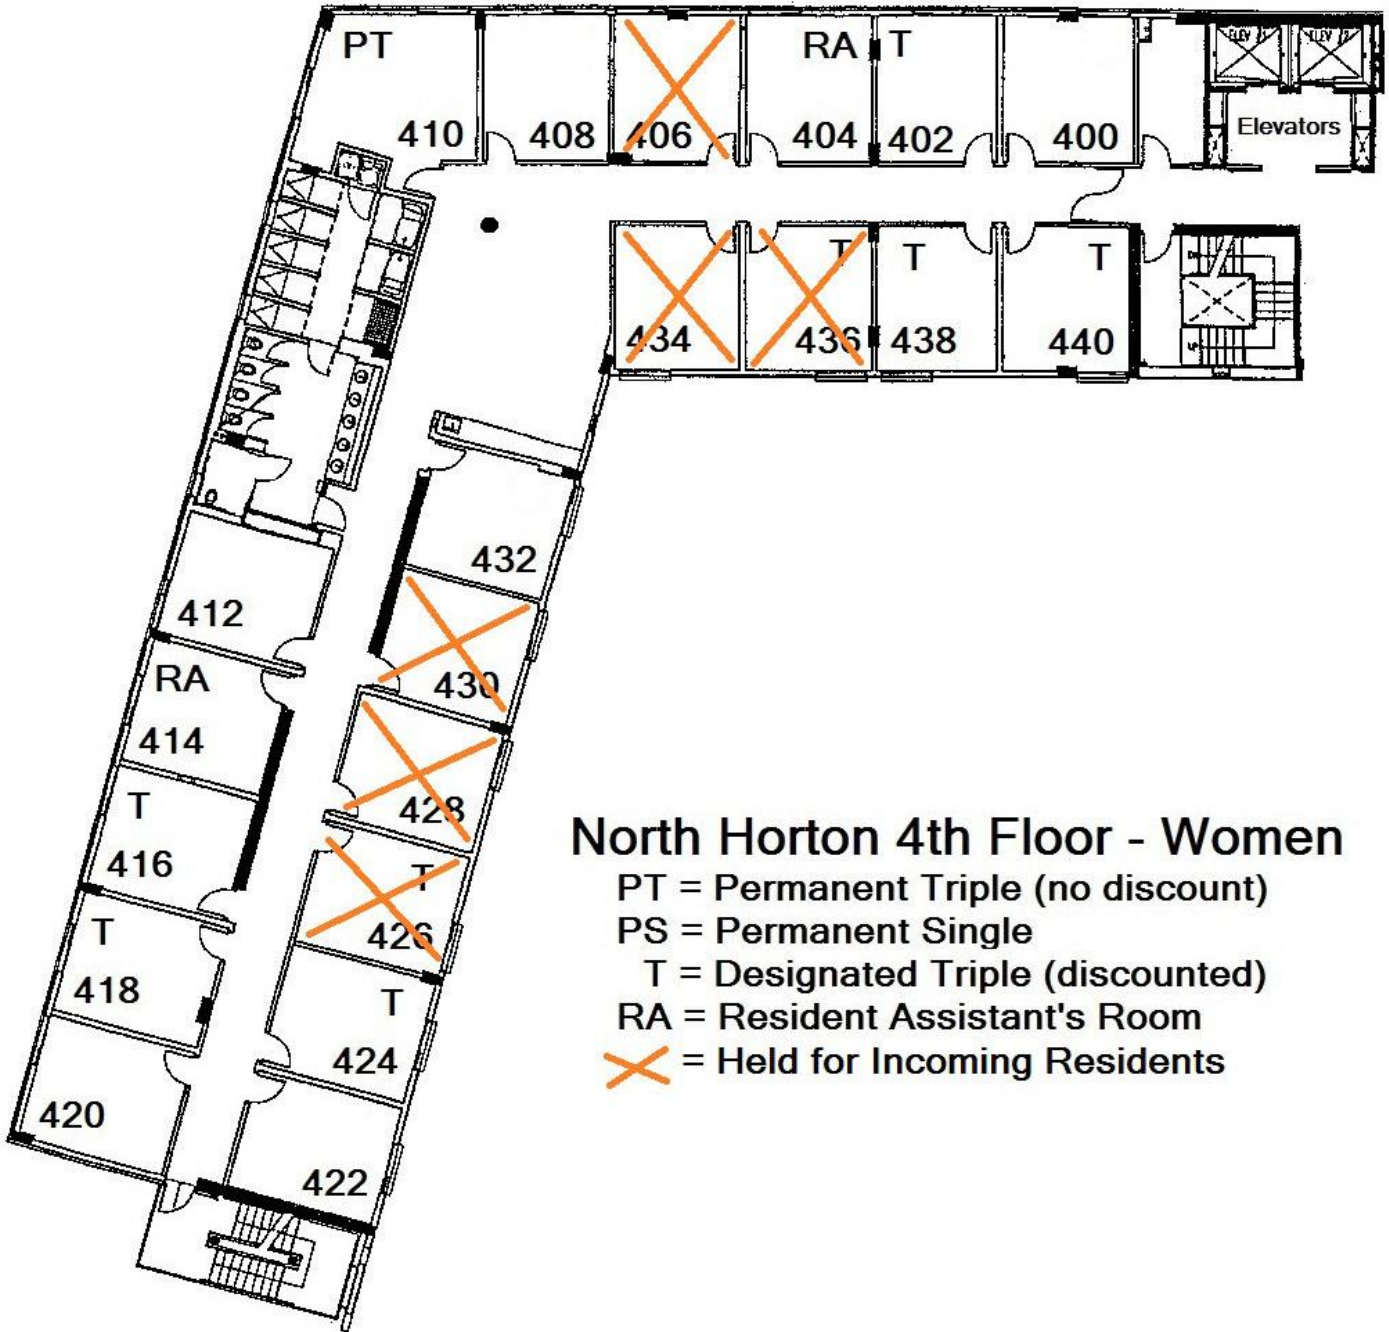 PT
410
408
406
RA
404
T
402
400
ELEV
ELEV
Elevators
434
T
436
T
438
T
440
432
412
430
RA
414
428
T
416
T
426
T
418
T
424
420
422
North Horton 4th Floor - Women
PT = Permanent Triple (no discount)
PS = Permanent Single
T = Designated Triple (discounted)
RA = Resident Assistant's Room
= Held for Incoming Residents